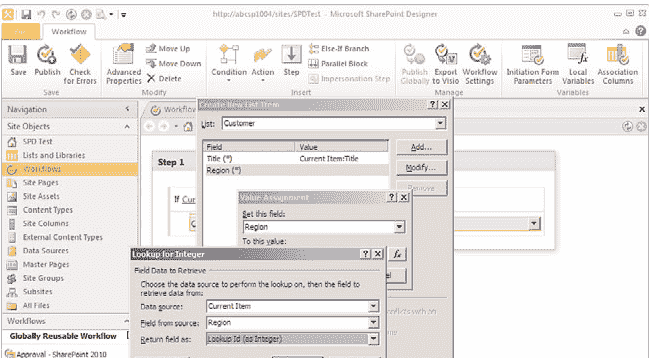 http://abcsp1004/sites/SPDTest - Microsoft SharePoint Designer
Workflow
Save
Publish
Check for Errors
Save
Advanced Properties
Move Up
Move Down
Delete
Modify
Condition
Action
Step
Else-If Branch
Parallel Block
Impersonation Step
Insert
Publish Globally
Export to Visio
Workflow Settings
Manage
Initiation Form Parameters
Local Variables
Association Columns
Variables
Navigation
Site Objects
SPD Test
Lists and Libraries
Workflows
Site Pages
Site Assets
Content Types
Site Columns
External Content Types
Data Sources
Master Pages
Site Groups
Subsites
All Files
Workflows
Globally Reusable Workflow
Approval - SharePoint 2010
Workflow
Step 1
If Cur
Create New List Item
List: Customer
Field Value
Title (*) Current Item:Title
Region (*)
Add...
Modify...
Remove
Value Assignment
Set this field:
Region
To this value:
fx
Lookup for Integer
Field Data to Retrieve
Choose the data source to perform the lookup on, then the field to
retrieve data from:
Data source: Current Item
Field from source: Region
Return field as: Lookup Id (as Integer)